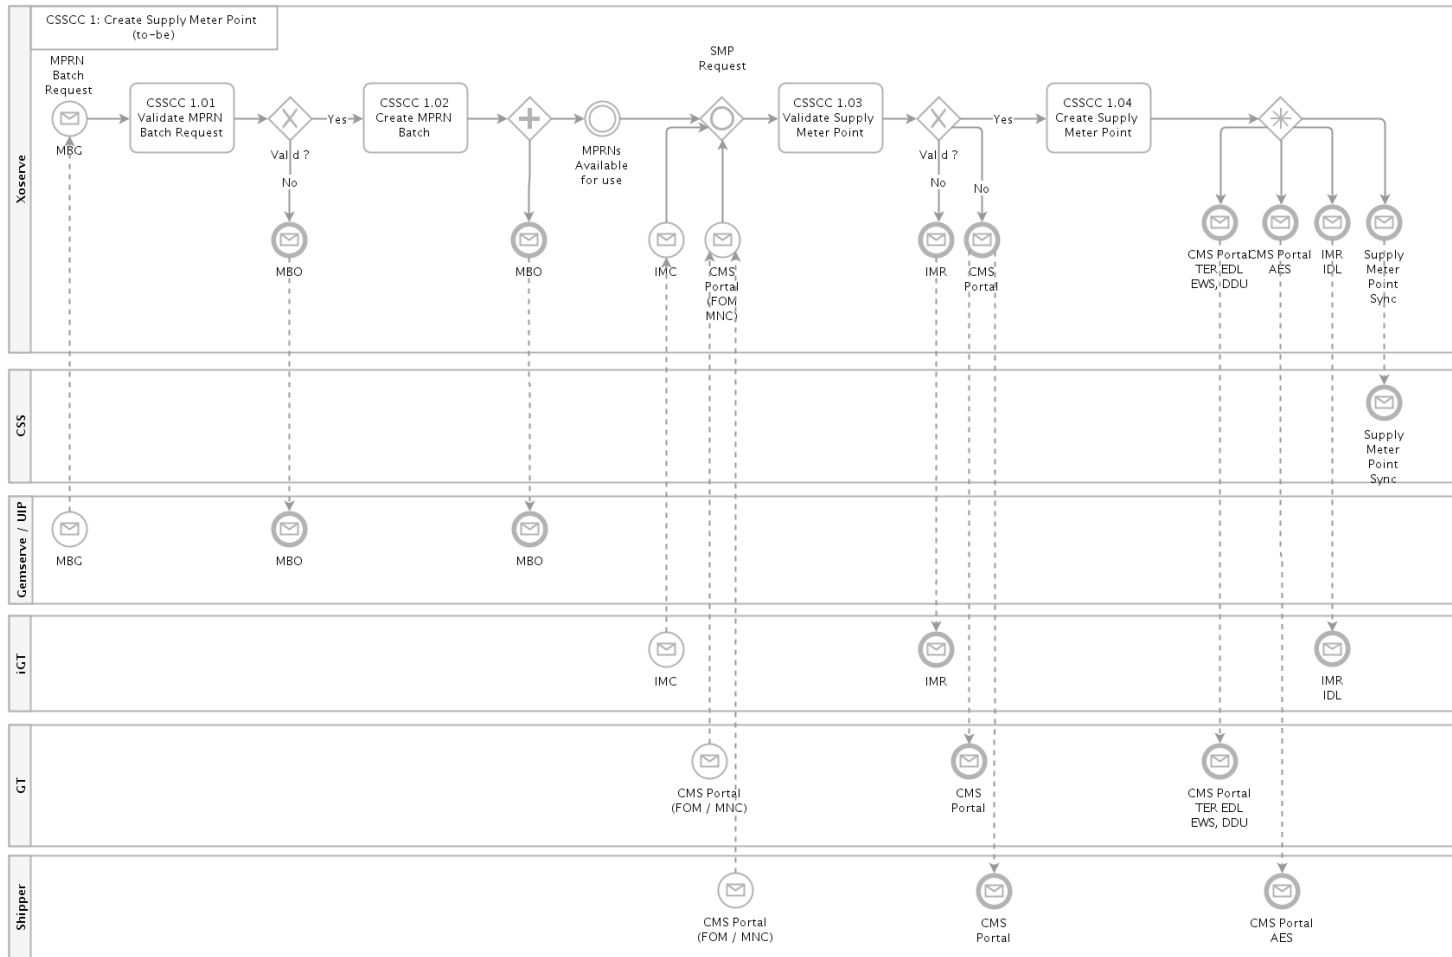 CSSCC 1: Create Supply Meter Point
(to-be)
Xoserve
MPRN
Batch
Request
MBG
CSSCC 1.01
Validate MPRN
Batch Request
Valid ?
Yes
No
MBO
CSSCC 1.02
Create MPRN
Batch
MBO
MPRNs
Available
for use
SMP
Request
IMC
CMS
Portal
(FOM
MNC)
CSSCC 1.03
Validate Supply
Meter Point
Valid ?
Yes
No
No
IMR
CMS
Portal
CSSCC 1.04
Create Supply
Meter Point
CMS Portal
TER EDL
EWS, DDU
CMS Portal
AES
IMR
IDL
Supply
Meter
Point
Sync
CSS
Supply
Meter
Point
Sync
Gemserve / UIP
MBG
MBO
MBO
iGT
IMC
IMR
IMR
IDL
GT
CMS Portal
(FOM / MNC)
CMS
Portal
CMS Portal
TER EDL
EWS, DDU
Shipper
CMS Portal
(FOM / MNC)
CMS
Portal
CMS Portal
AES